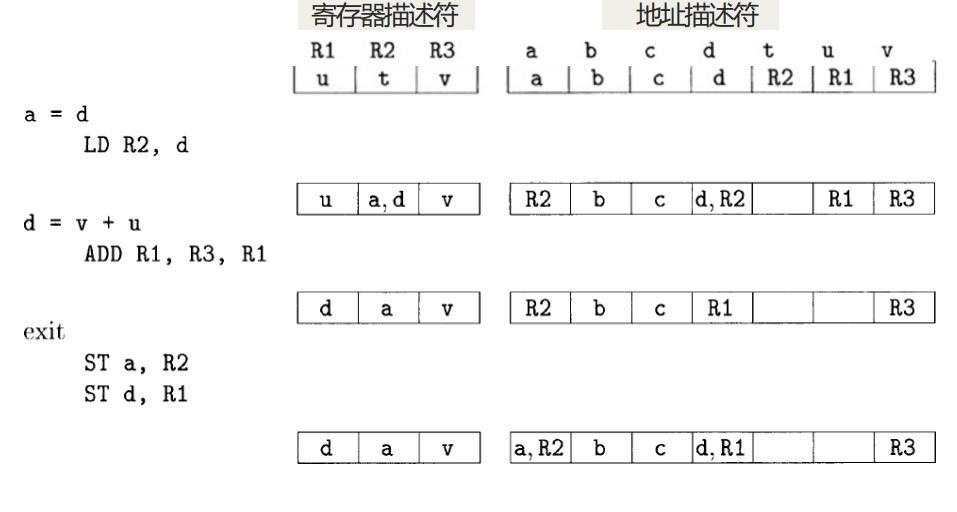 寄存器描述符 地址描述符
R1 R2 R3 a b c d t u v
u t v a b c d R2 R1 R3
a = d
LD R2, d
u a,d v R2 b c d,R2 R1 R3
d = v + u
ADD R1, R3, R1
d a v R2 b c R1 R3
exit
ST a, R2
ST d, R1
d a v a,R2 b c d,R1 R3